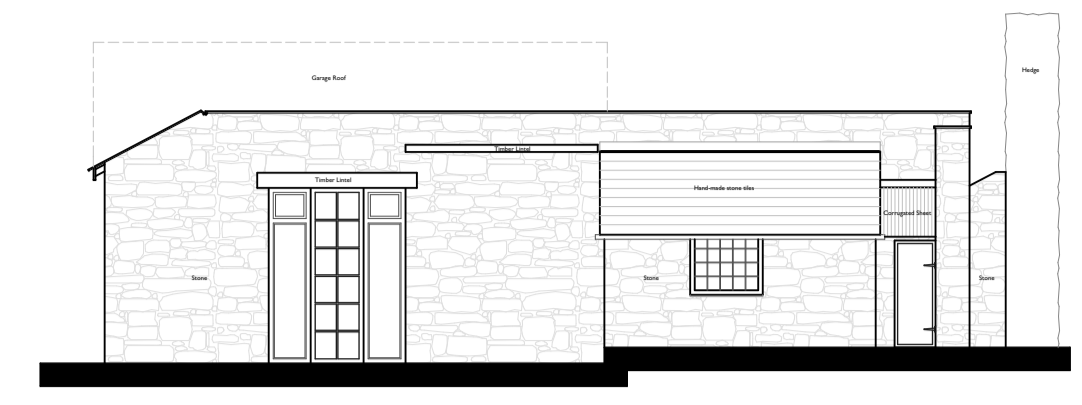 Garage Roof
Hedge
Timber Lintel
Timber Lintel
Hand-made stone tiles
Corrugated Sheet
Stone
Stone
Stone